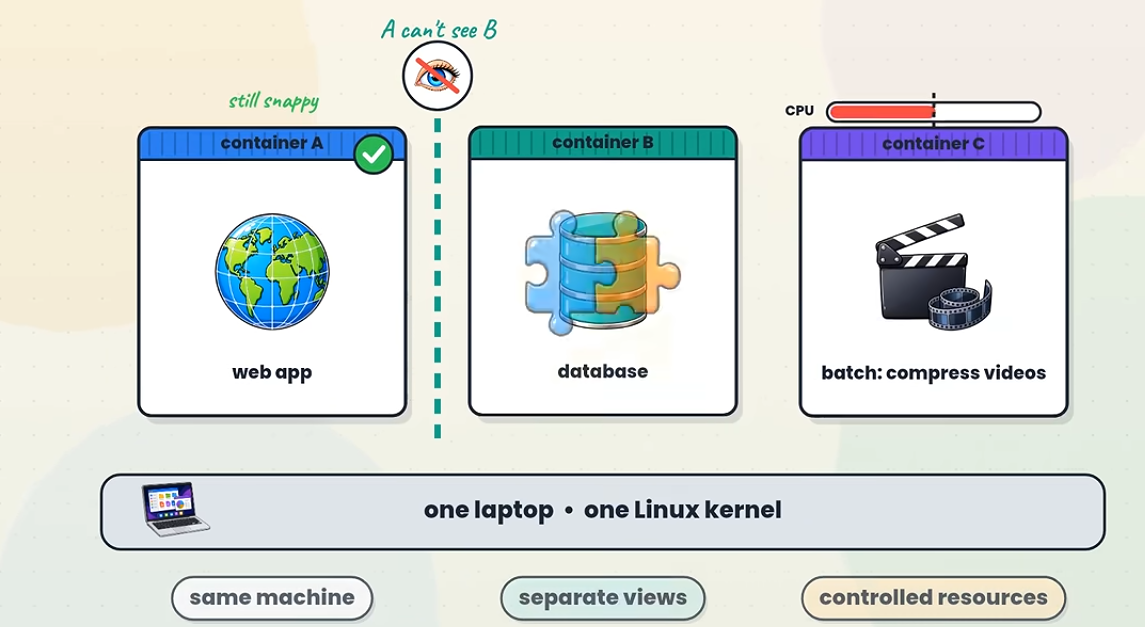 A can't see B
still snappy
CPU
container A
container B
container C
web app
database
batch: compress videos
one laptop • one Linux kernel
same machine
separate views
controlled resources